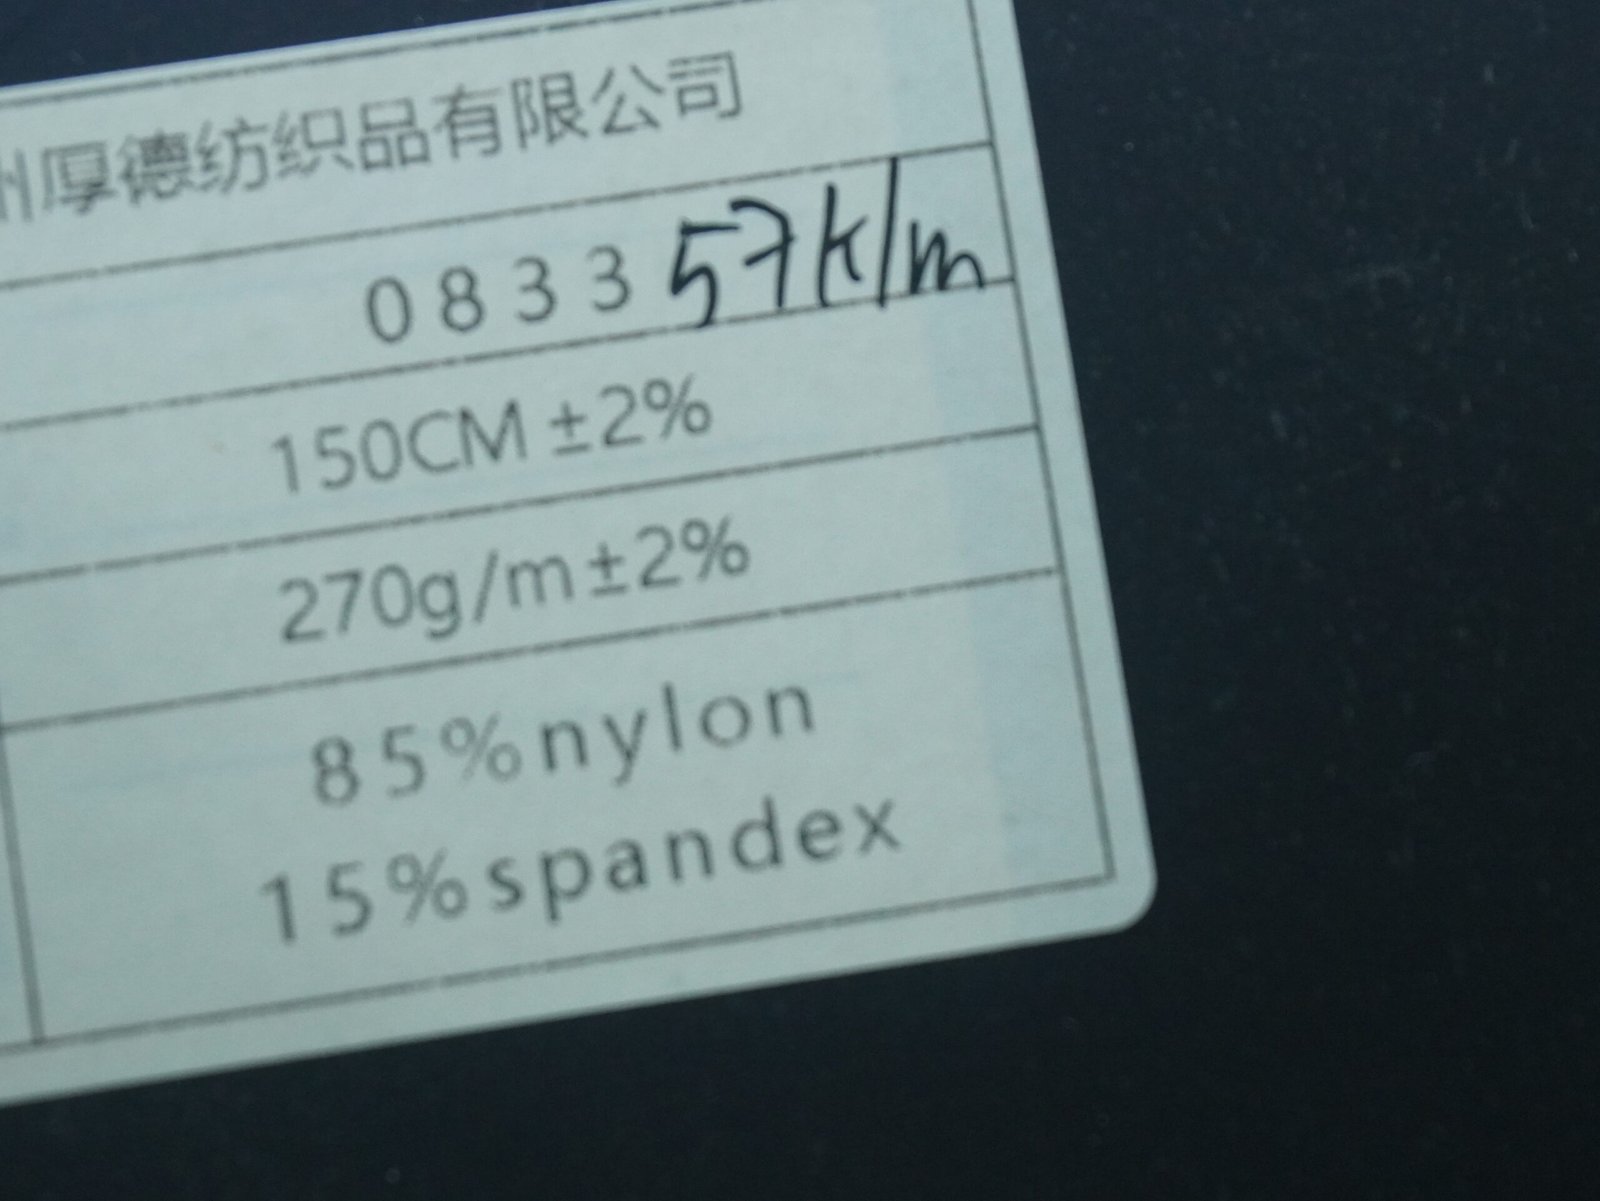 州厚德纺织品有限公司
0833 57k/m
150CM ±2%
270g/m±2%
85%nylon
15%spandex